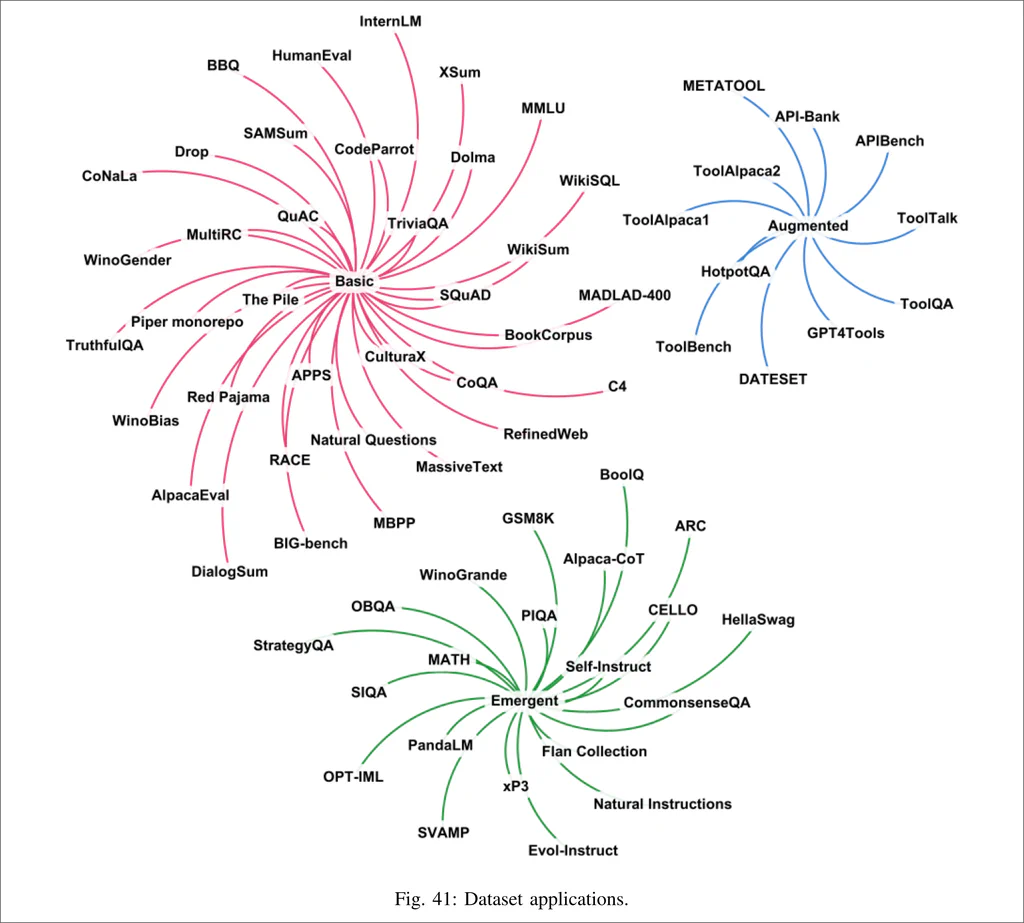 InternLM
HumanEval
BBQ
XSum
METATOOL
MMLU
API-Bank
SAMSum
APIBench
CodeParrot
Drop
Dolma
ToolAlpaca2
CoNaLa
WikiSQL
QuAC
TriviaQA
ToolAlpaca1
ToolTalk
Augmented
MultiRC
WikiSum
WinoGender
HotpotQA
Basic
SQuAD
MADLAD-400
The Pile
ToolQA
Piper monorepo
BookCorpus
GPT4Tools
TruthfulQA
ToolBench
CulturaX
APPS
DATESET
CoQA
C4
Red Pajama
WinoBias
RefinedWeb
Natural Questions
RACE
MassiveText
BoolQ
AlpacaEval
MBPP
GSM8K
ARC
BIG-bench
Alpaca-CoT
DialogSum
WinoGrande
OBQA
CELLO
PIQA
HellaSwag
StrategyQA
MATH
Self-Instruct
SIQA
Emergent
CommonsenseQA
PandaLM
Flan Collection
OPT-IML
xP3
Natural Instructions
SVAMP
Evol-Instruct
Fig. 41: Dataset applications.